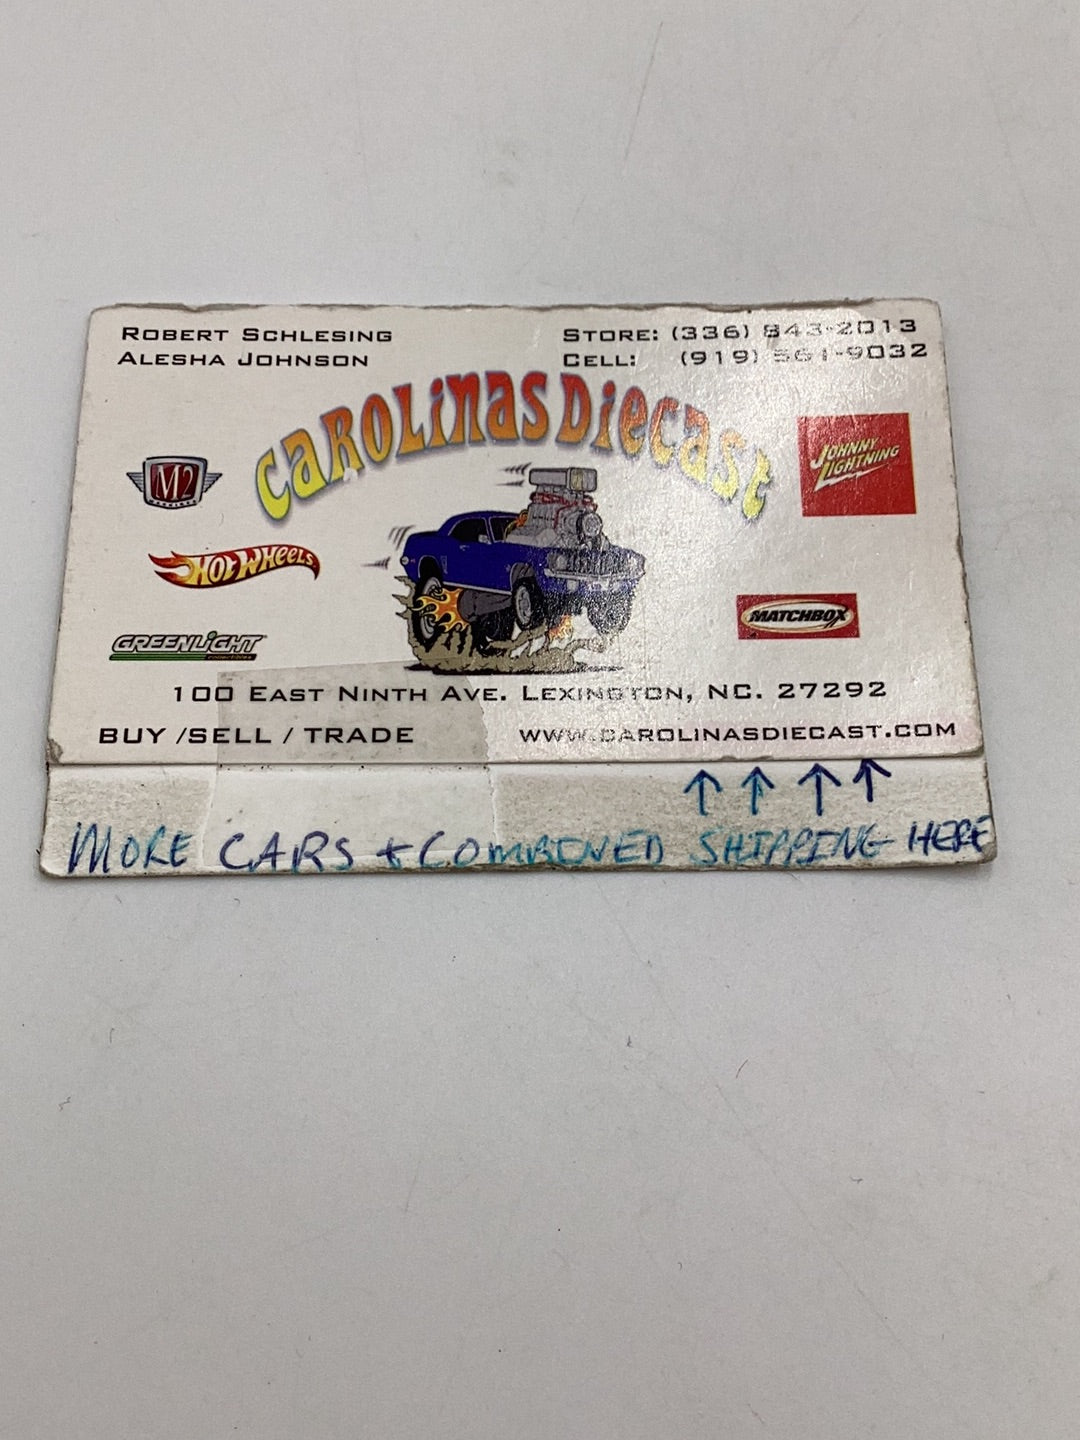 ROBERT SCHLESING
ALESHA JOHNSON
STORE: (336) 843-2013
CELL: (919) 561-9032
CAROLINAS DIECAST
M2
MACHINES
JOHNNY
LIGHTNING
HOT WHEELS
MATCHBOX
GREENLIGHT
collectibles
100 EAST NINTH AVE. LEXINGTON, NC. 27292
BUY /SELL / TRADE
WWW.CAROLINASDIECAST.COM
↑ ↑ ↑ ↑
MORE CARS + COMBINED SHIPPING HERE